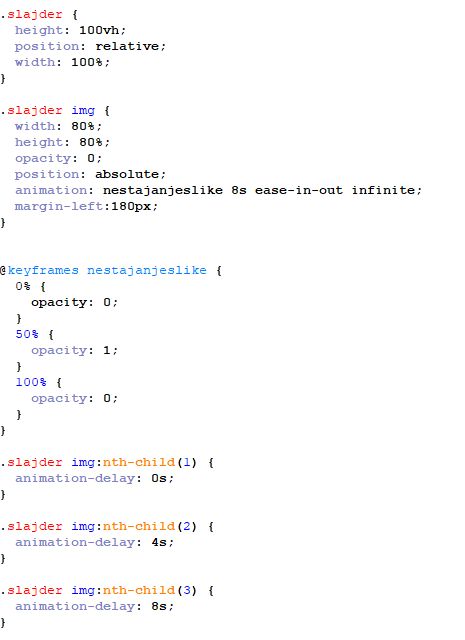 .slajder {
  height: 100vh;
  position: relative;
  width: 100%;
}

.slajder img {
  width: 80%;
  height: 80%;
  opacity: 0;
  position: absolute;
  animation: nestajanjeslike 8s ease-in-out infinite;
  margin-left:180px;
}


@keyframes nestajanjeslike {
  0% {
    opacity: 0;
  }
  50% {
    opacity: 1;
  }
  100% {
    opacity: 0;
  }
}

.slajder img:nth-child(1) {
  animation-delay: 0s;
}

.slajder img:nth-child(2) {
  animation-delay: 4s;
}

.slajder img:nth-child(3) {
  animation-delay: 8s;
}